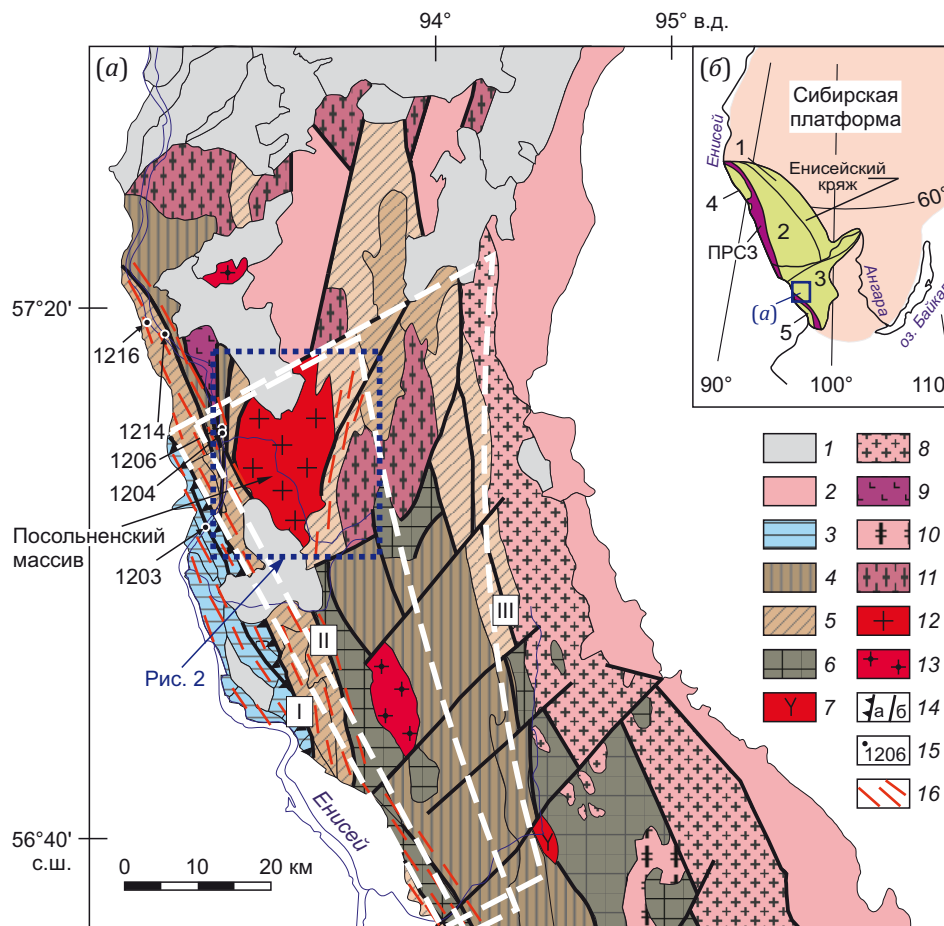 94°
95° в.д.
(а)
(б)
Сибирская
платформа
Енисей
Енисейский
кряж
1
2
3
4
5
60°
ПРСЗ
(а)
Ангара
оз. Байкал
90°
100°
110°
57°20'
1216
1214
1206
1204
Посольненский
массив
1203
Рис. 2
I
II
III
Енисей
56°40'
с.ш.
0 10 20 км
1
2
3
4
5
6
7
8
9
10
11
12
13
а б 14
1206 15
16